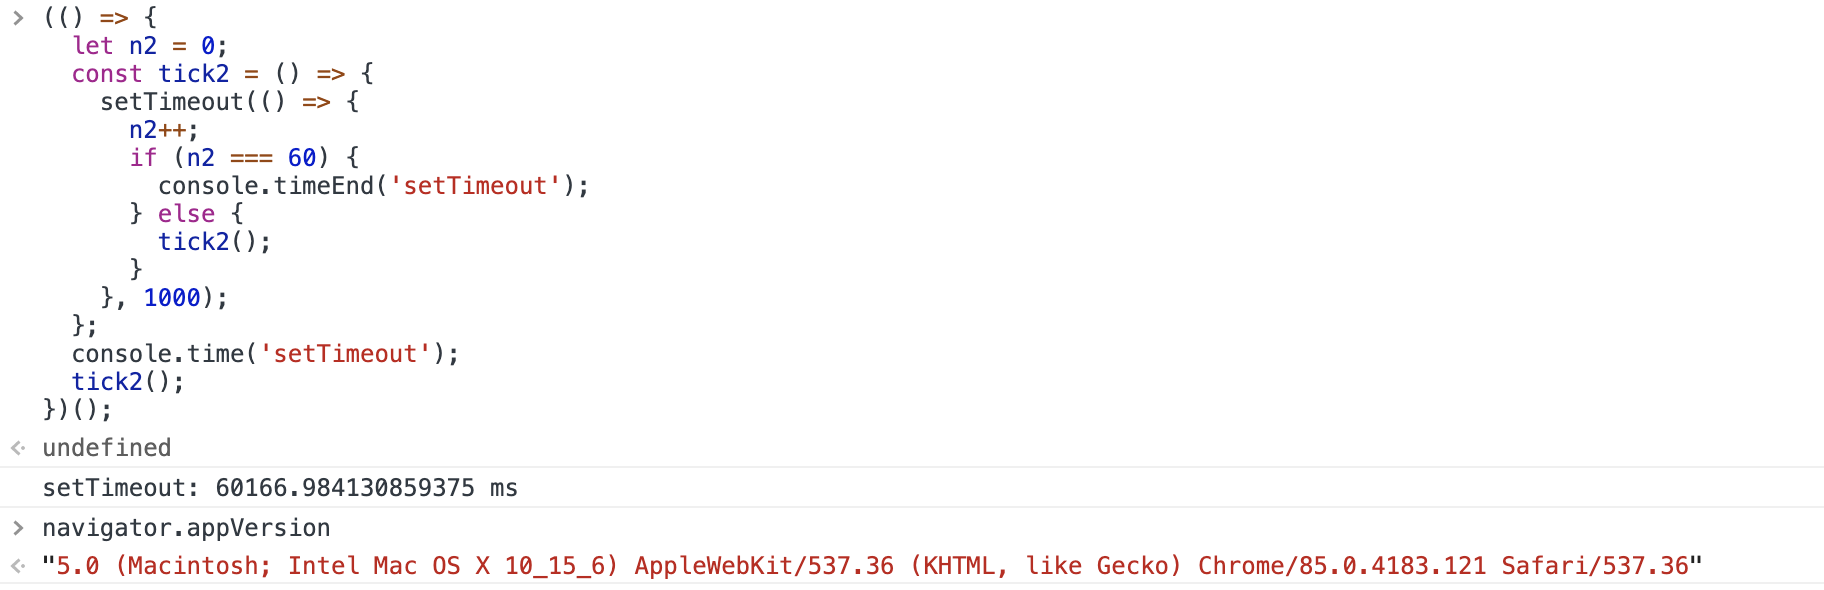 > (() => {
  let n2 = 0;
  const tick2 = () => {
    setTimeout(() => {
      n2++;
      if (n2 === 60) {
        console.timeEnd('setTimeout');
      } else {
        tick2();
      }
    }, 1000);
  };
  console.time('setTimeout');
  tick2();
})();
undefined
setTimeout: 60166.984130859375 ms
> navigator.appVersion
"5.0 (Macintosh; Intel Mac OS X 10_15_6) AppleWebKit/537.36 (KHTML, like Gecko) Chrome/85.0.4183.121 Safari/537.36"